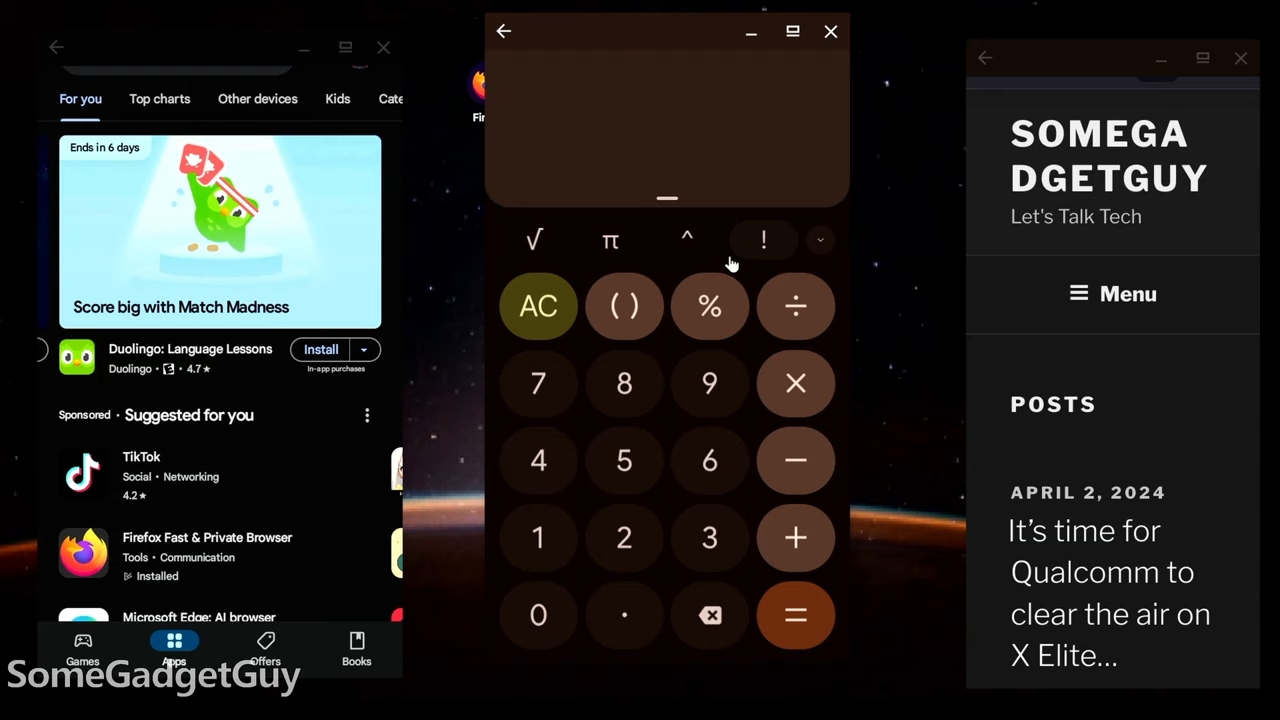 For you
Top charts
Other devices
Kids
Cate
Ends in 6 days
Score big with Match Madness
Duolingo: Language Lessons
Duolingo • E • 4.7★
Install
In-app purchases
Sponsored • Suggested for you
TikTok
Social • Networking
4.2★
Firefox Fast & Private Browser
Tools • Communication
Installed
Microsoft Edge: AI browser
Games
Apps
Offers
Books
SomeGadgetGuy
Fir
√ π ^ !
AC ( ) % ÷
7 8 9 ×
4 5 6 −
1 2 3 +
0 . =
SOMEGA
DGETGUY
Let's Talk Tech
Menu
POSTS
APRIL 2, 2024
It’s time for
Qualcomm to
clear the air on
X Elite…